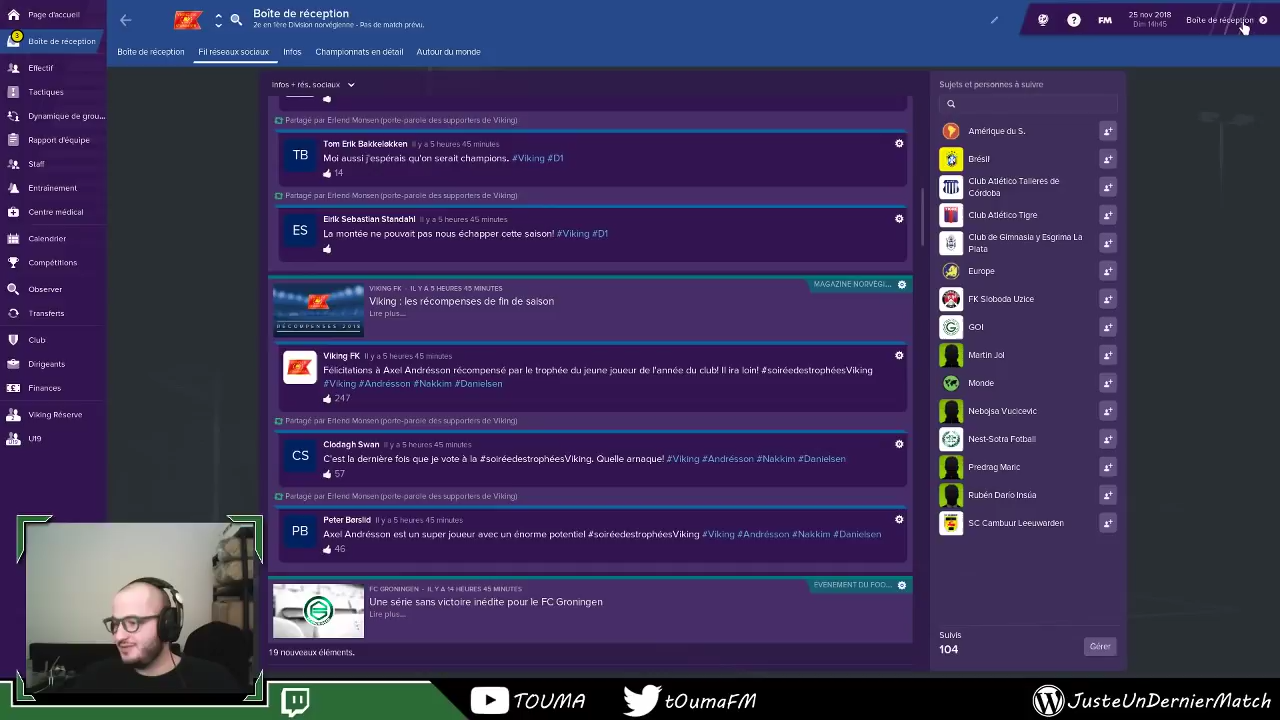 Page d'accueil
3
Boîte de réception
Effectif
Tactiques
Dynamique de grou...
Rapport d'équipe
Staff
Entraînement
Centre médical
Calendrier
Compétitions
Observer
Transferts
Club
Dirigeants
Finances
Viking Réserve
U19
Boîte de réception
2e en 1ère Division norvégienne - Pas de match prévu.
FM
25 nov 2018
Dim 14h45
Boîte de réception
Boîte de réception
Fil réseaux sociaux
Infos
Championnats en détail
Autour du monde
Infos + rés. sociaux
Partagé par Erlend Monsen (porte-parole des supporters de Viking)
TB
Tom Erik Bakkeløkken Il y a 5 heures 45 minutes
Moi aussi j'espérais qu'on serait champions. #Viking #D1
14
Partagé par Erlend Monsen (porte-parole des supporters de Viking)
ES
Eirik Sebastian Standahl Il y a 5 heures 45 minutes
La montée ne pouvait pas nous échapper cette saison! #Viking #D1
VIKING FK - IL Y A 5 HEURES 45 MINUTES
MAGAZINE NORVÉGI...
Viking : les récompenses de fin de saison
Lire plus...
RÉCOMPENSES 2018
Viking FK Il y a 5 heures 45 minutes
Félicitations à Axel Andrésson récompensé par le trophée du jeune joueur de l'année du club! Il ira loin! #soiréedestrophéesViking
#Viking #Andrésson #Nakkim #Danielsen
247
Partagé par Erlend Monsen (porte-parole des supporters de Viking)
CS
Clodagh Swan Il y a 5 heures 45 minutes
C'est la dernière fois que je vote à la #soiréedestrophéesViking. Quelle arnaque! #Viking #Andrésson #Nakkim #Danielsen
57
Partagé par Erlend Monsen (porte-parole des supporters de Viking)
PB
Peter Børslid Il y a 5 heures 45 minutes
Axel Andrésson est un super joueur avec un énorme potentiel #soiréedestrophéesViking #Viking #Andrésson #Nakkim #Danielsen
46
FC GRONINGEN - IL Y A 14 HEURES 45 MINUTES
EVENEMENT DU FOO...
Une série sans victoire inédite pour le FC Groningen
Lire plus...
19 nouveaux éléments.
Sujets et personnes à suivre
Amérique du S.
Brésil
Club Atlético Talleres de
Córdoba
Club Atlético Tigre
Club de Gimnasia y Esgrima La
Plata
Europe
FK Sloboda Uzice
GOI
Martin Jol
Monde
Nebojsa Vucicevic
Nest-Sotra Fotball
Predrag Maric
Rubén Darío Insúa
SC Cambuur Leeuwarden
Suivis
104
Gérer
TOUMA
tOumaFM
JusteUnDernierMatch